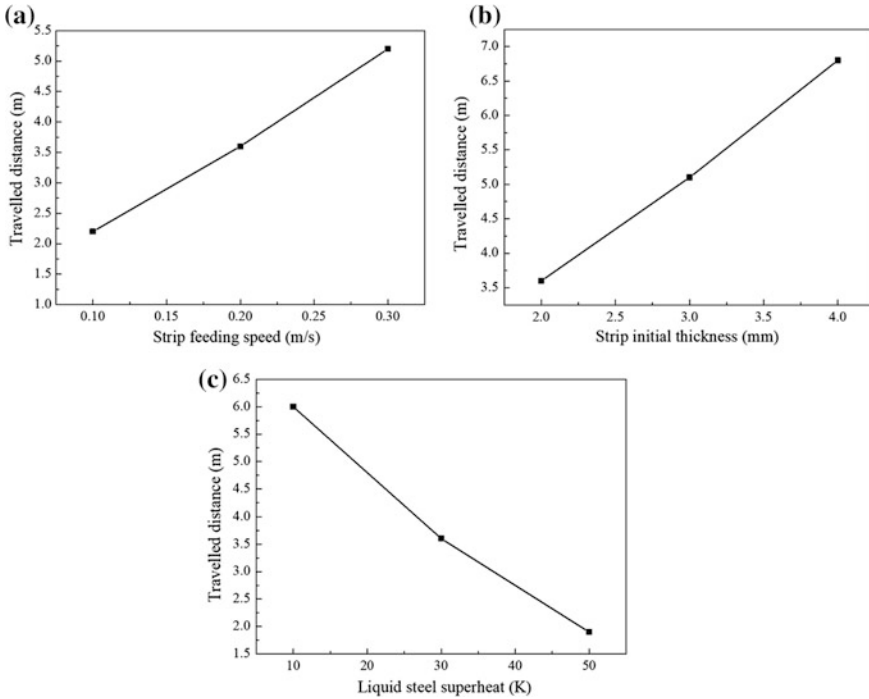 (a)
5.5
5.0
4.5
4.0
3.5
3.0
2.5
2.0
1.5
1.0
Travelled distance (m)
0.10 0.15 0.20 0.25 0.30
Strip feeding speed (m/s)
(b)
7.0
6.5
6.0
5.5
5.0
4.5
4.0
3.5
Travelled distance (m)
2.0 2.5 3.0 3.5 4.0
Strip initial thickness (mm)
(c)
6.5
6.0
5.5
5.0
4.5
4.0
3.5
3.0
2.5
2.0
1.5
Travelled distance (m)
10 20 30 40 50
Liquid steel superheat (K)